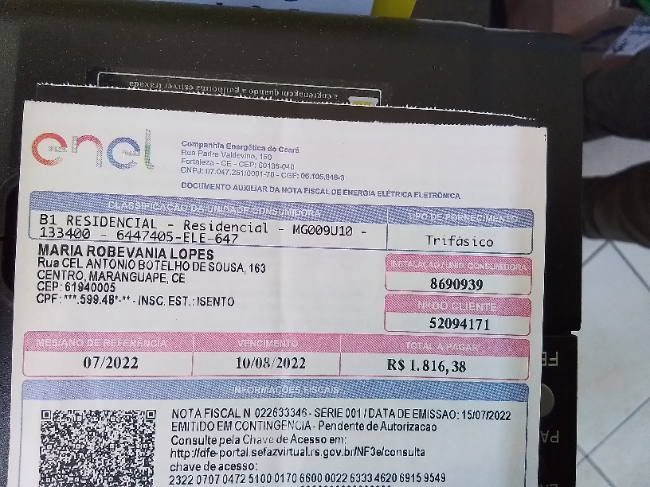 enel
Companhia Energética do Ceará
Rua Padre Valdevino, 150
Fortaleza - CE - CEP: 60135-040
CNPJ: 07.047.251/0001-70 - CGF: 06.105.848-3
DOCUMENTO AUXILIAR DA NOTA FISCAL DE ENERGIA ELÉTRICA ELETRÔNICA
CLASSIFICAÇÃO DA UNIDADE CONSUMIDORA
TIPO DE FORNECIMENTO
B1 RESIDENCIAL - Residencial - MG009U10 -
133400 - 6447405-ELE-647
Trifásico
MARIA ROBEVANIA LOPES
Rua CEL ANTONIO BOTELHO DE SOUSA, 163
CENTRO, MARANGUAPE, CE
CEP: 61940005
CPF: ***.599.48*-** - INSC. EST.: ISENTO
INSTALAÇÃO / UNID. CONSUMIDORA
8690939
Nº DO CLIENTE
52094171
MES/ANO DE REFERÊNCIA
VENCIMENTO
TOTAL A PAGAR
07/2022
10/08/2022
R$ 1.816,38
INFORMAÇÕES FISCAIS
NOTA FISCAL N 022633346 - SERIE 001 / DATA DE EMISSÃO: 15/07/2022
EMITIDO EM CONTINGENCIA - Pendente de Autorizacao
Consulte pela Chave de Acesso em:
http://dfe-portal.sefazvirtual.rs.gov.br/NF3e/consulta
chave de acesso:
2322 0707 0472 5100 0170 6600 0022 6333 4620 6915 9549